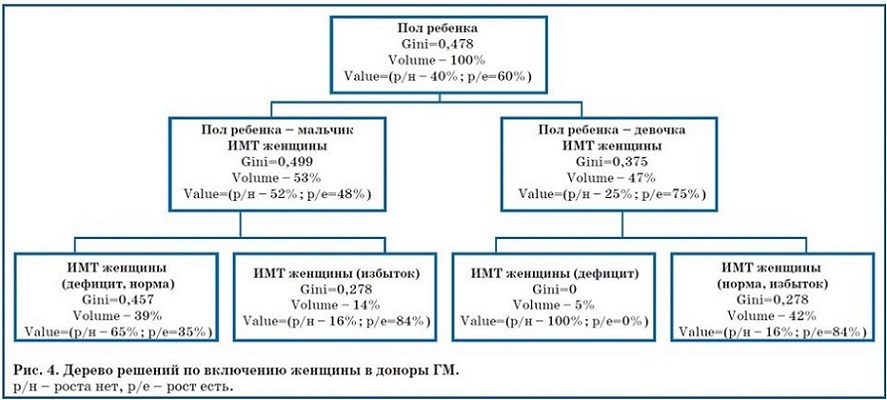 Пол ребенка
Gini=0,478
Volume – 100%
Value=(р/н – 40%; р/е=60%)
Пол ребенка – мальчик
ИМТ женщины
Gini=0,499
Volume – 53%
Value=(р/н – 52%; р/е=48%)
Пол ребенка – девочка
ИМТ женщины
Gini=0,375
Volume – 47%
Value=(р/н – 25%; р/е=75%)
ИМТ женщины
(дефицит, норма)
Gini=0,457
Volume – 39%
Value=(р/н – 65%; р/е=35%)
ИМТ женщины (избыток)
Gini=0,278
Volume – 14%
Value=(р/н – 16%; р/е=84%)
ИМТ женщины (дефицит)
Gini=0
Volume – 5%
Value=(р/н – 100%; р/е=0%)
ИМТ женщины
(норма, избыток)
Gini=0,278
Volume – 42%
Value=(р/н – 16%; р/е=84%)
Рис. 4. Дерево решений по включению женщины в доноры ГМ.
р/н – роста нет, р/е – рост есть.